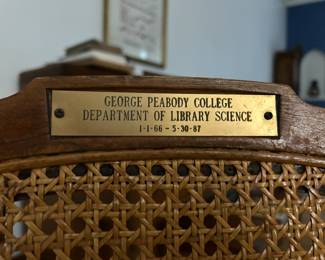 GEORGE PEABODY COLLEGE
DEPARTMENT OF LIBRARY SCIENCE
1-1-66 - 5-30-87